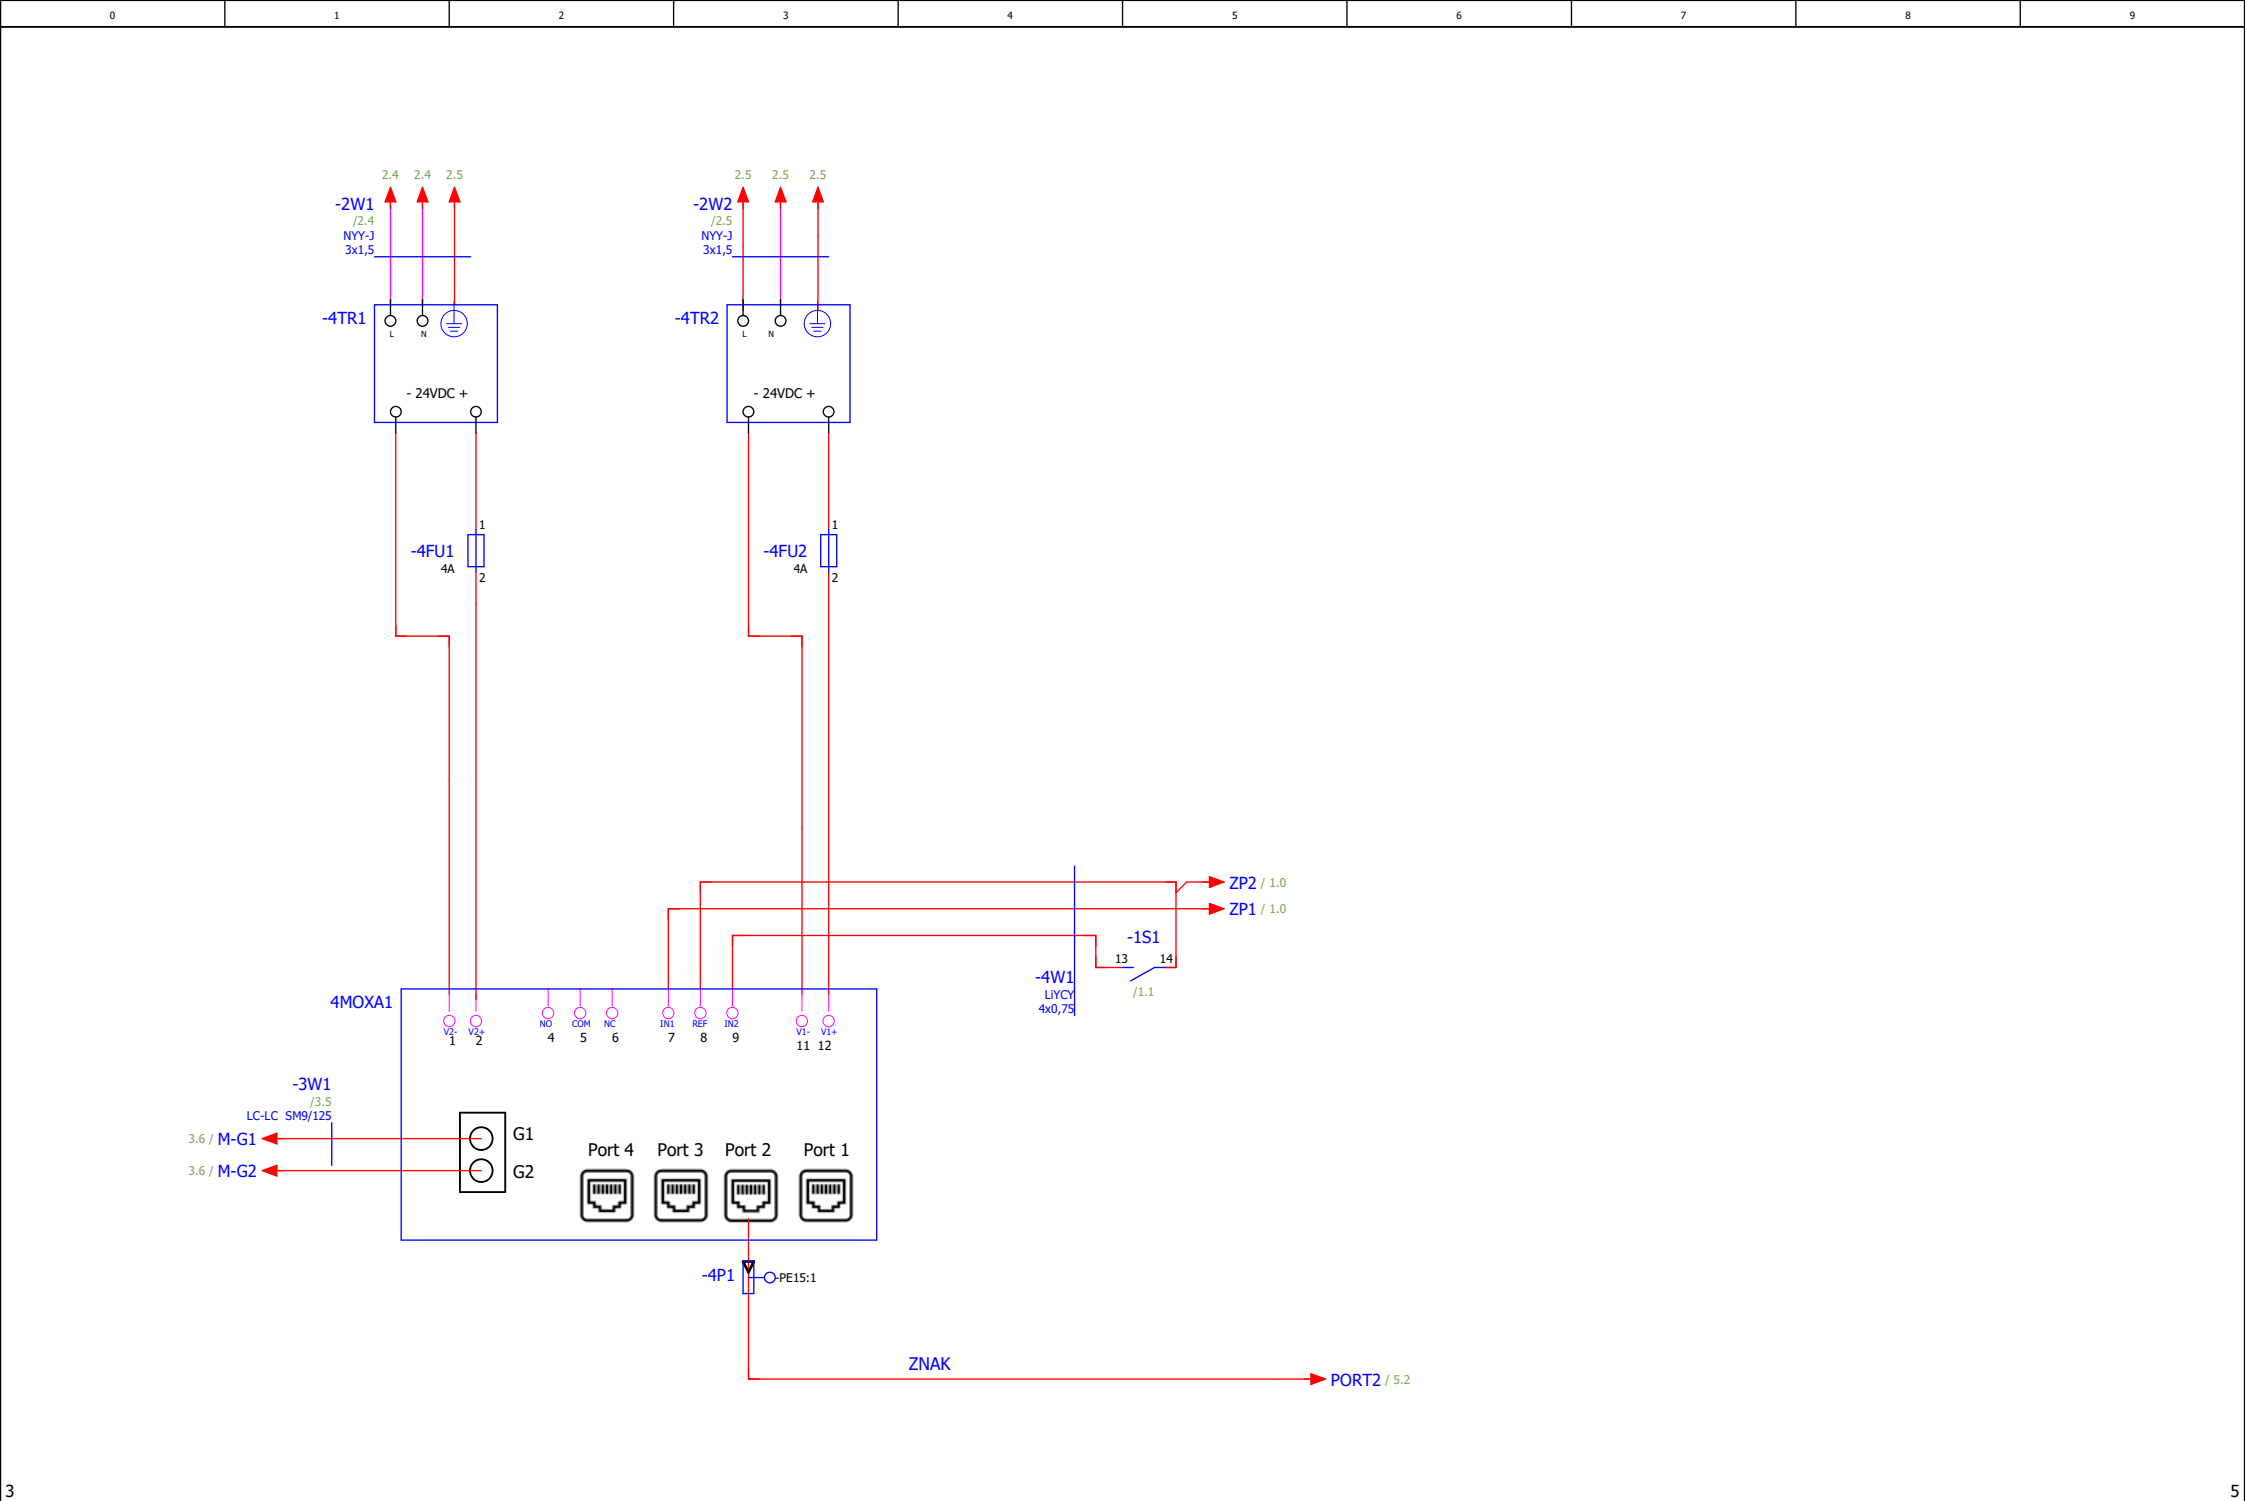 0 1 2 3 4 5 6 7 8 9
2.4 2.4 2.5
-2W1
/2.4
NYY-J
3x1,5
2.5 2.5 2.5
-2W2
/2.5
NYY-J
3x1,5
-4TR1
L N
- 24VDC +
-4TR2
L N
- 24VDC +
1
-4FU1
4A
2
1
-4FU2
4A
2
ZP2 / 1.0
ZP1 / 1.0
-1S1
13 14
/1.1
-4W1
LiYCY
4x0,75
4MOXA1
V2- V2+ NO COM NC IN1 REF IN2 V1- V1+
1 2 4 5 6 7 8 9 11 12
-3W1
/3.5
LC-LC SM9/125
3.6 / M-G1
3.6 / M-G2
G1
G2
Port 4 Port 3 Port 2 Port 1
-4P1
-PE15:1
ZNAK
PORT2 / 5.2
3
5